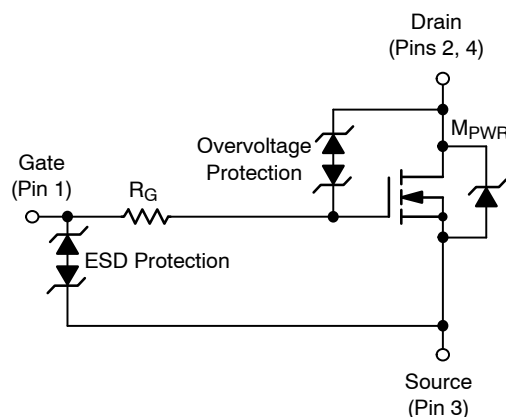 Drain
(Pins 2, 4)
Overvoltage
Protection
MPWR
Gate
(Pin 1)
RG
ESD Protection
Source
(Pin 3)